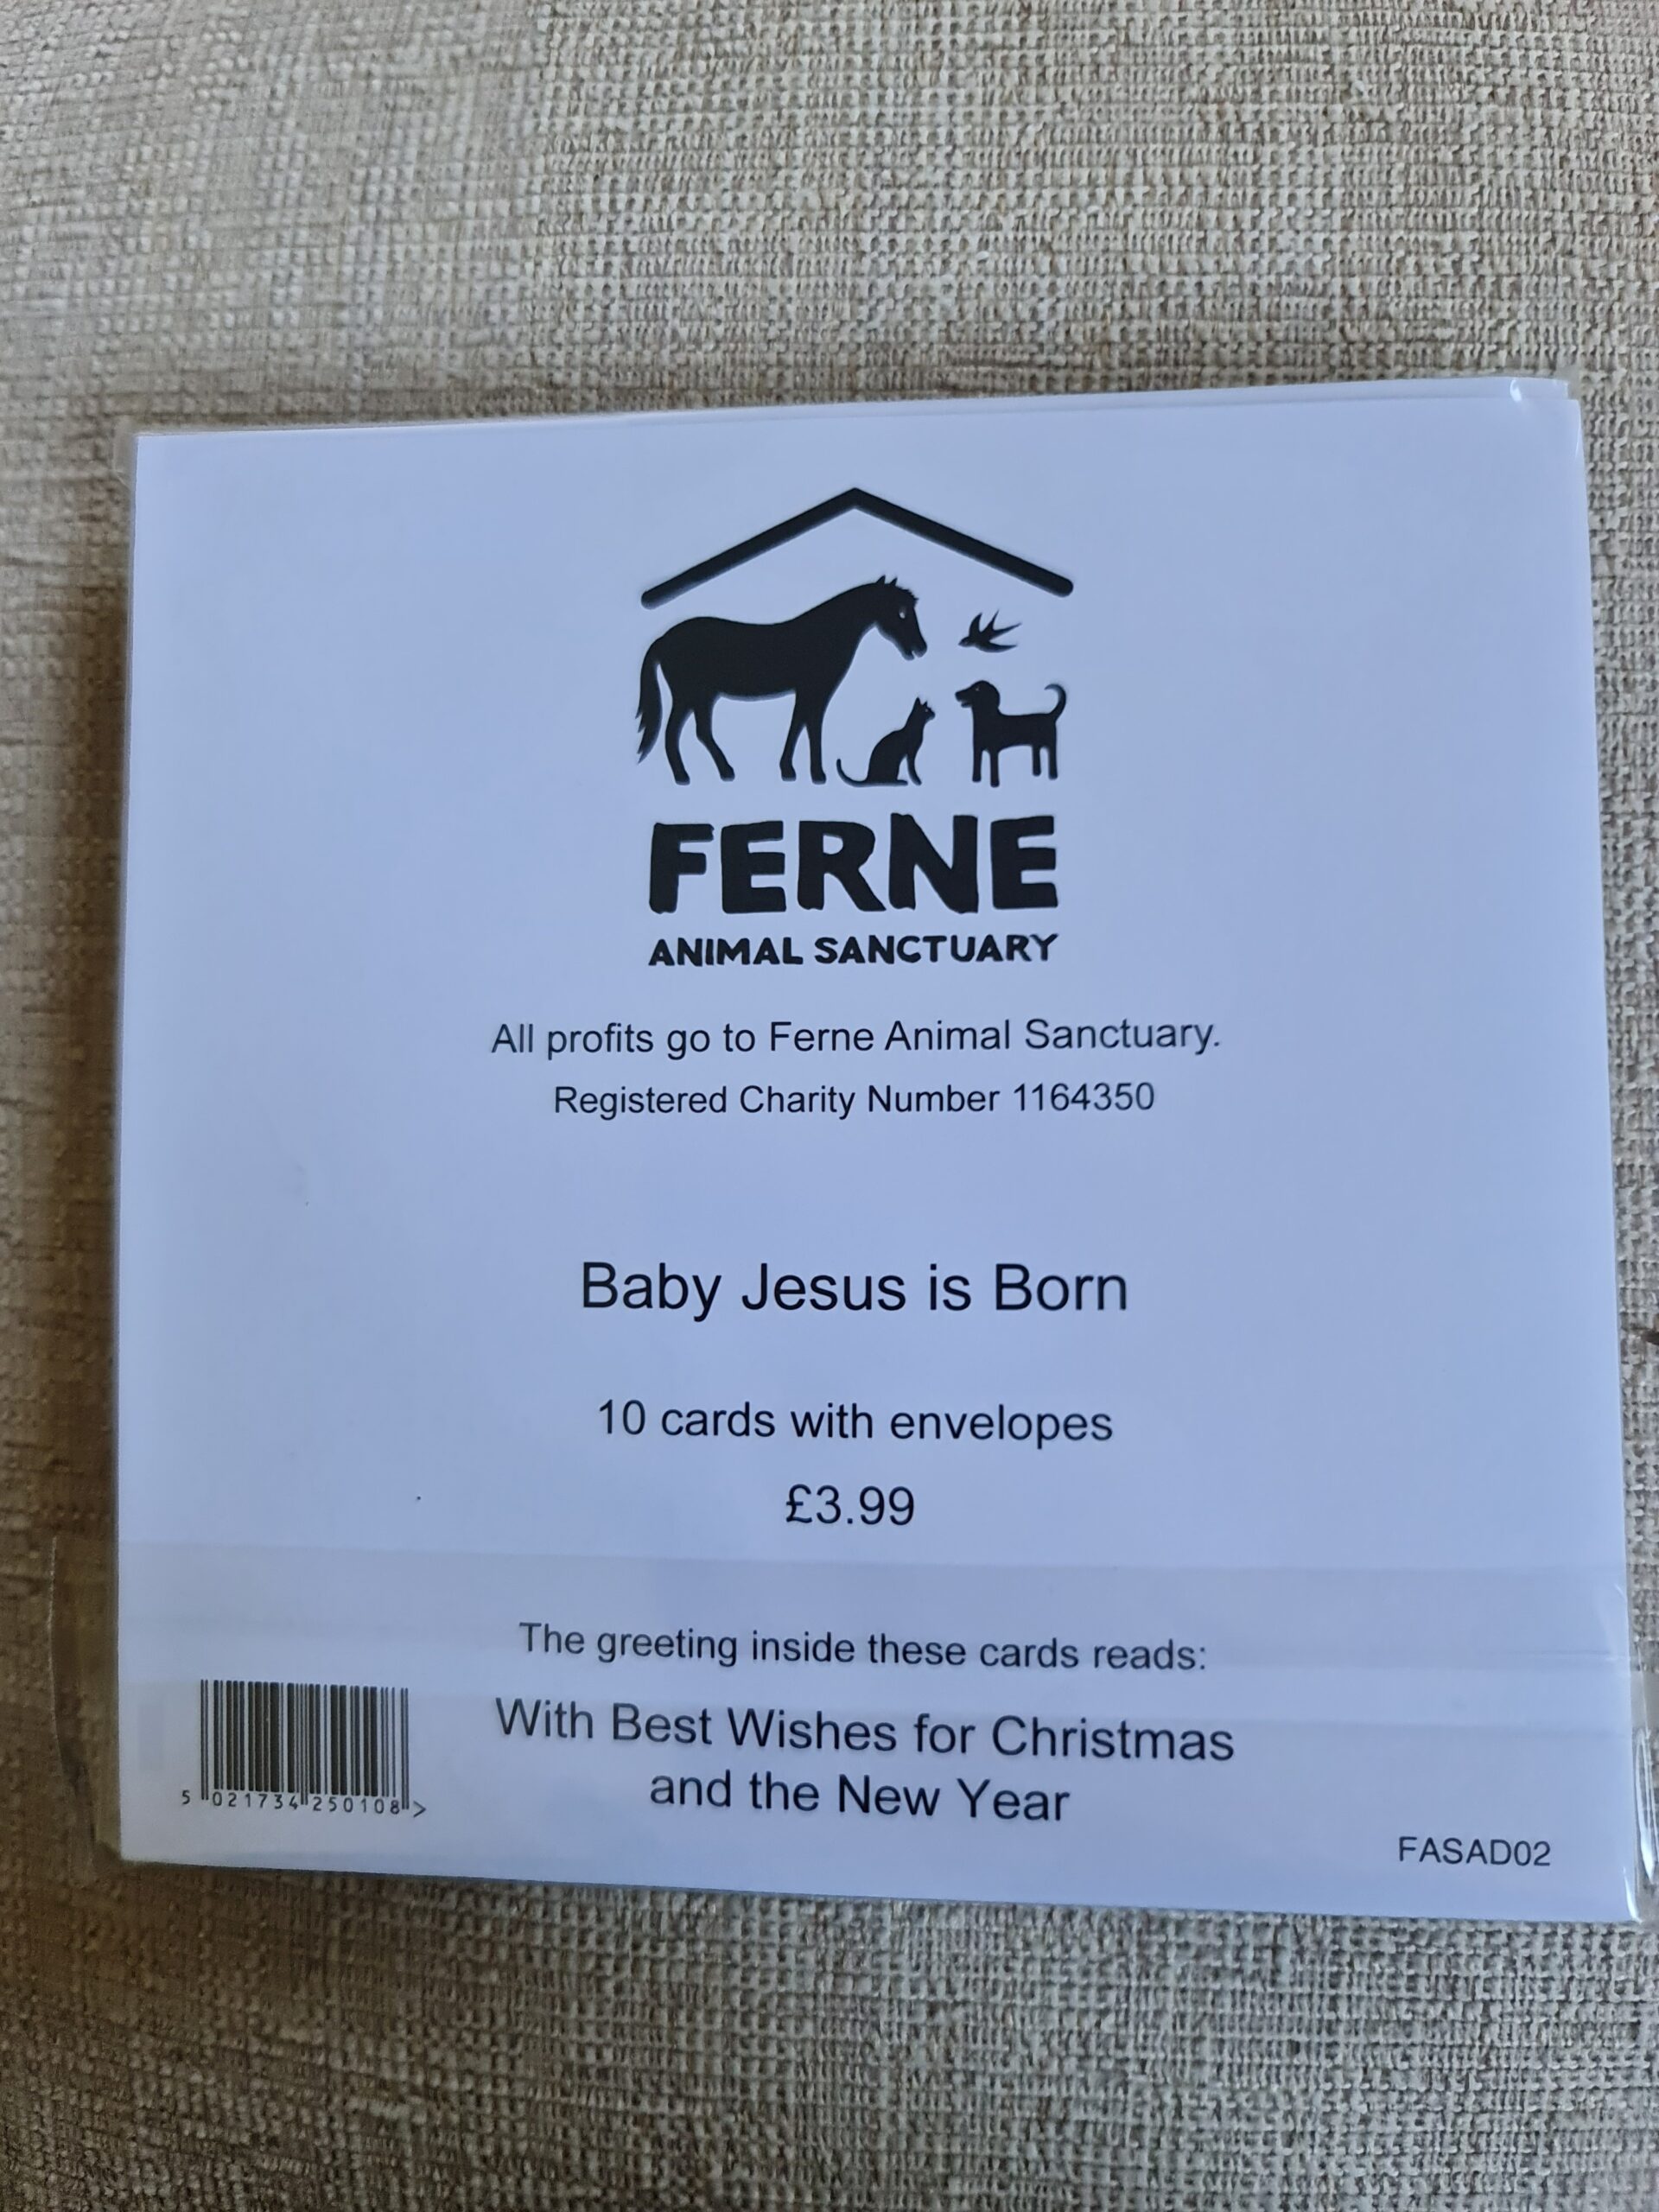 FERNE
ANIMAL SANCTUARY
All profits go to Ferne Animal Sanctuary.
Registered Charity Number 1164350
Baby Jesus is Born
10 cards with envelopes
£3.99
The greeting inside these cards reads:
With Best Wishes for Christmas
and the New Year
5 021734 250108 >
FASAD02